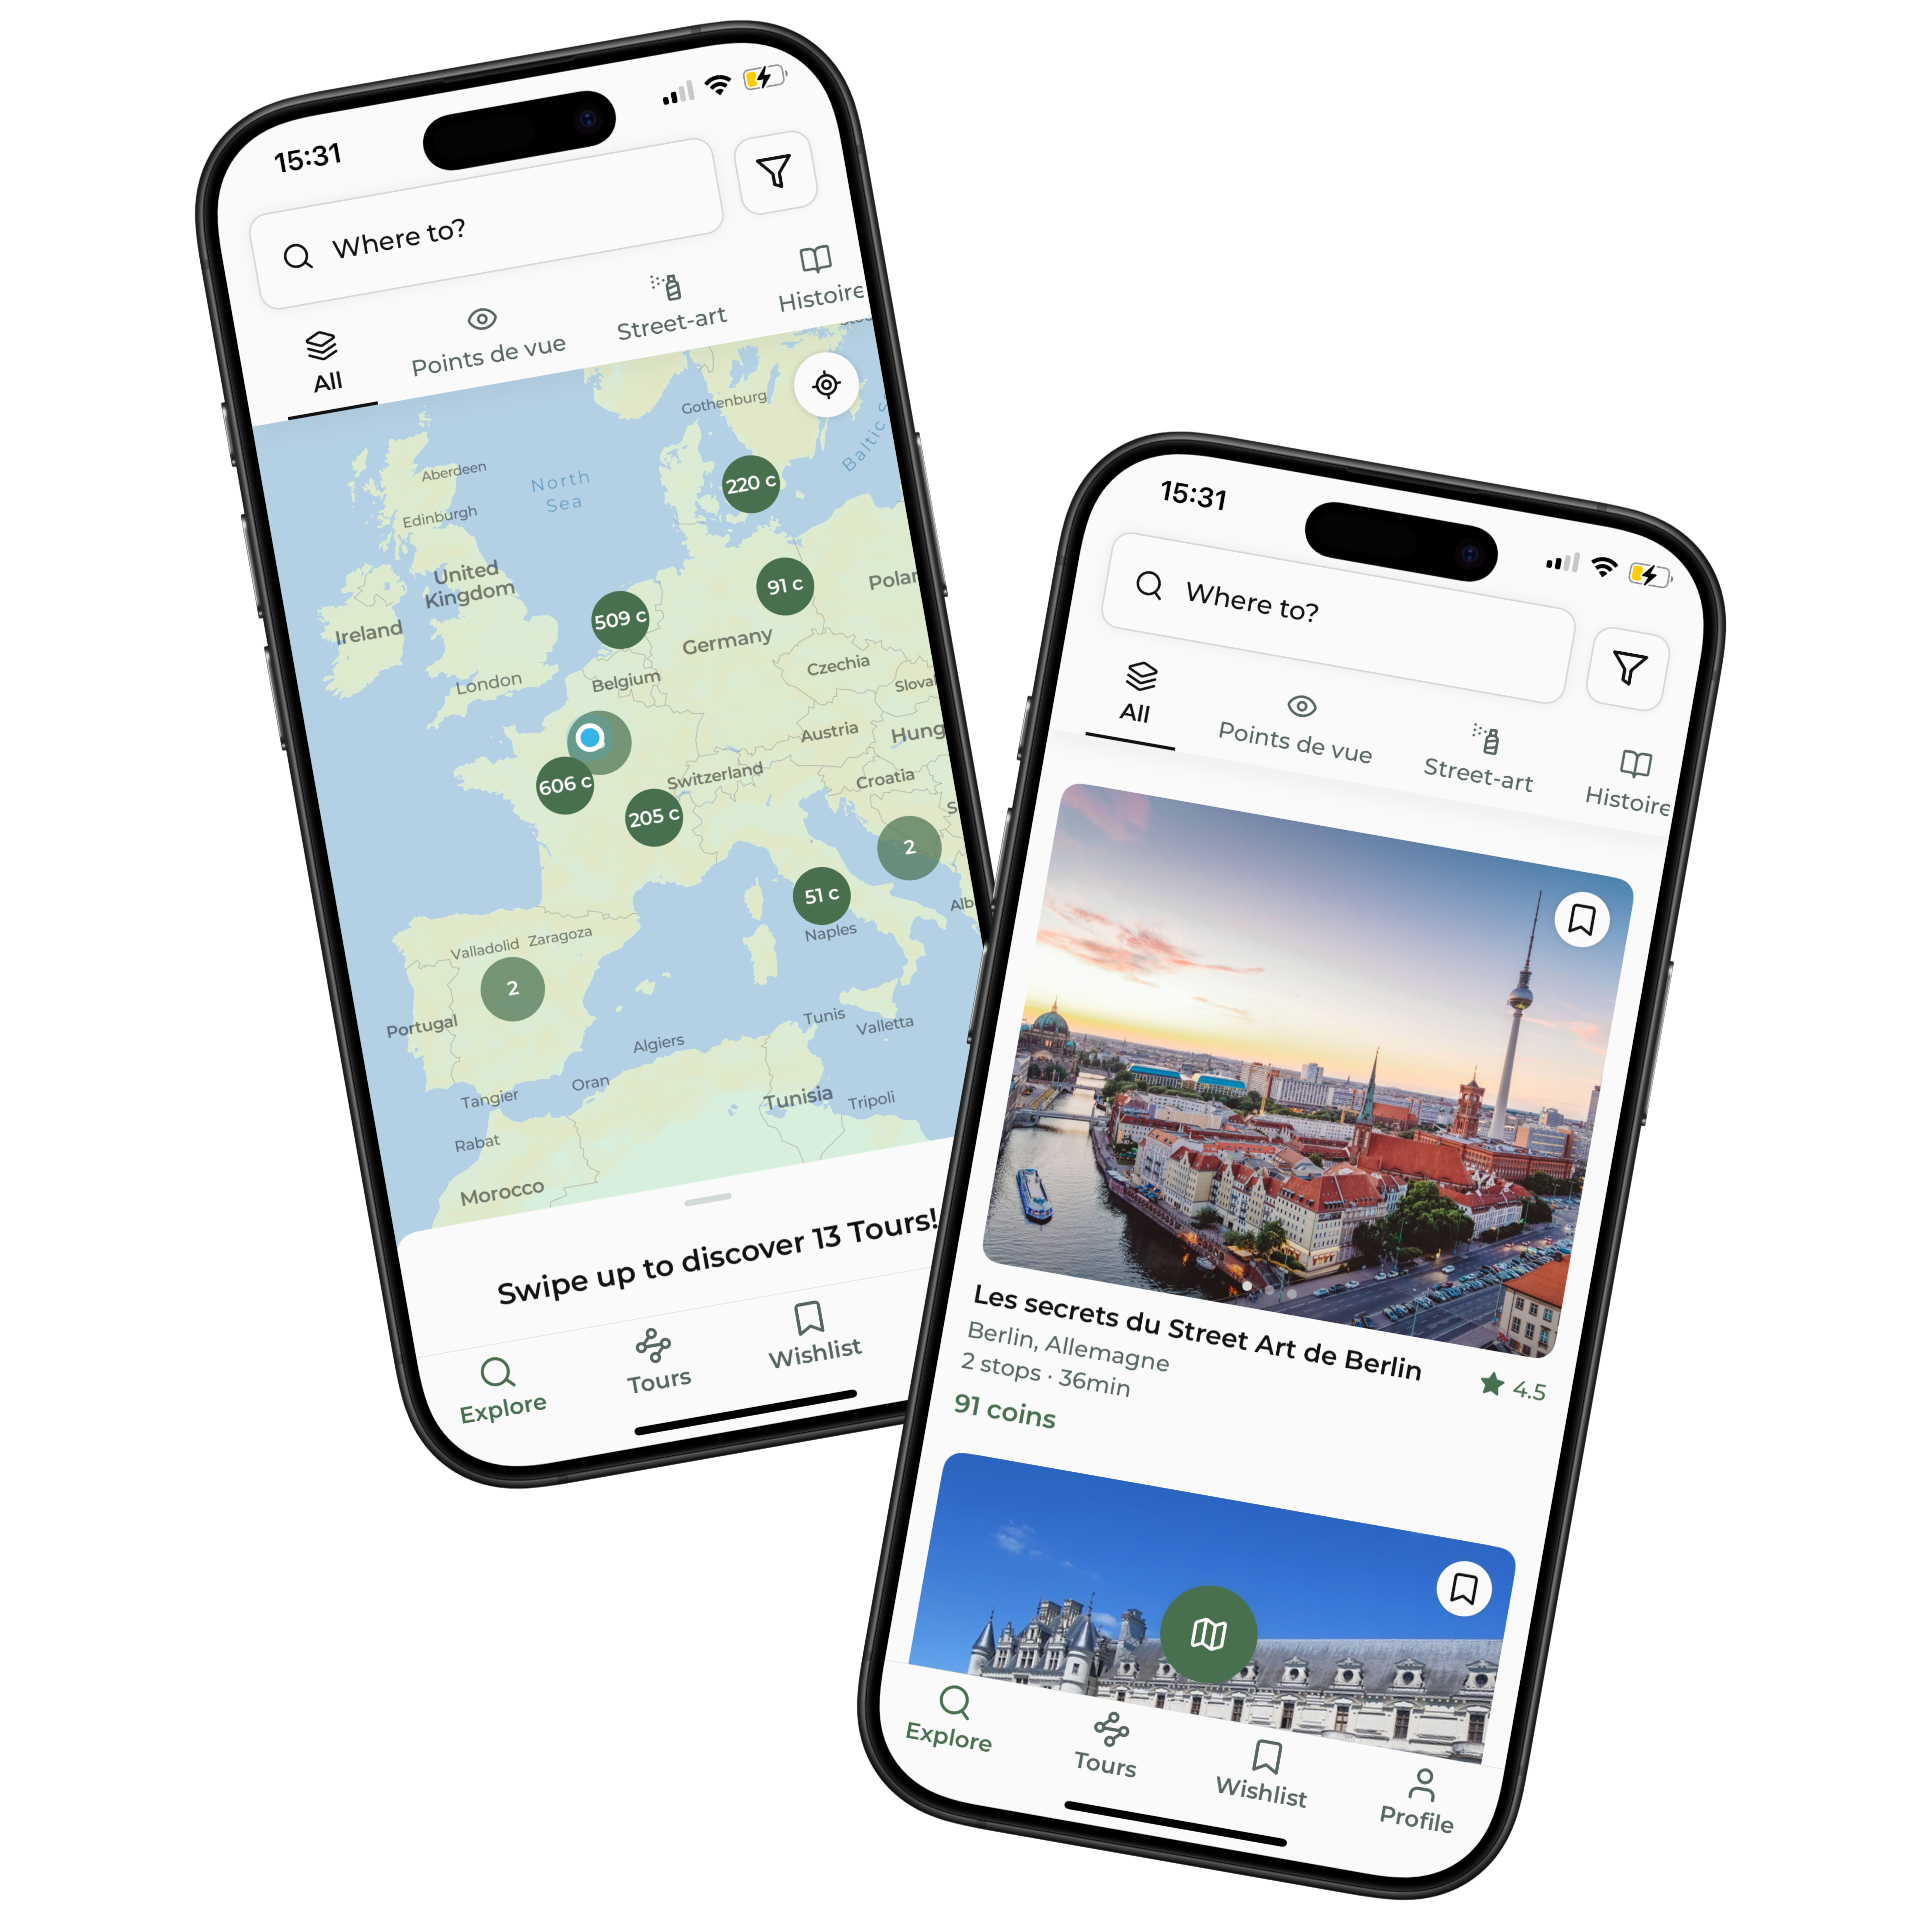 15:31
Where to?
All
Points de vue
Street-art
Histoire
Gothenburg
Baltic S
Aberdeen
North
Sea
Edinburgh
220 c
United
Kingdom
91 c
Polan
509 c
Ireland
Germany
Czechia
London
Belgium
Slovak
Austria
Hung
606 c
Switzerland
Croatia
205 c
2
51 c
Alb
Naples
Valladolid
Zaragoza
2
Portugal
Tunis
Valletta
Algiers
Oran
Tangier
Tunisia
Tripoli
Rabat
Morocco
Swipe up to discover 13 Tours!
Explore
Tours
Wishlist
15:31
Where to?
All
Points de vue
Street-art
Histoire
Les secrets du Street Art de Berlin
4.5
Berlin, Allemagne
2 stops · 36min
91 coins
Explore
Tours
Wishlist
Profile